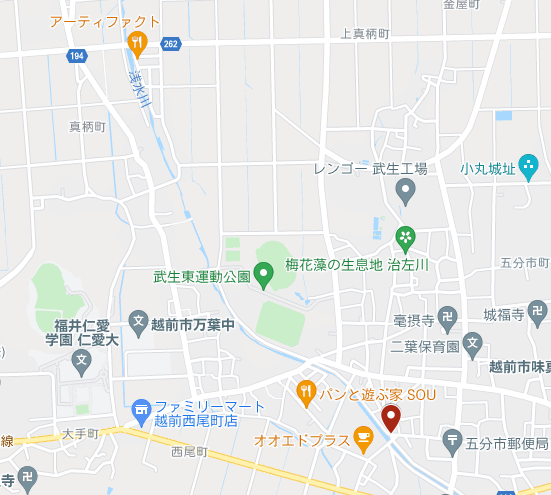 金屋町
アーティファクト
262
上真柄町
194
浅水川
真柄町
レンゴー 武生工場
小丸城址
梅花藻の生息地 治左川
五分市町
武生東運動公園
越前市万葉中
福井仁愛
学園 仁愛大
毫摂寺
城福寺
二葉保育園
越前市味真
パンと遊ぶ家 SOU
ファミリーマート
越前西尾町店
大手町
オオエドプラス
五分市郵便局
線
西尾町
寺